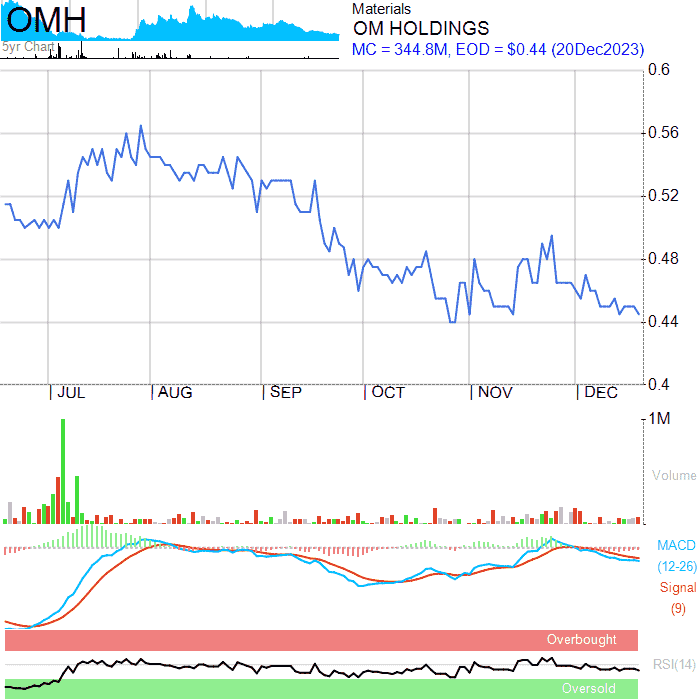 OMH
5yr Chart
Materials
OM HOLDINGS
MC = 344.8M, EOD = $0.44 (20Dec2023)
0.6
0.56
0.52
0.48
0.44
0.4
JUL AUG SEP OCT NOV DEC
1M
Volume
MACD
(12-26)
Signal
(9)
Overbought
RSI(14)
Oversold